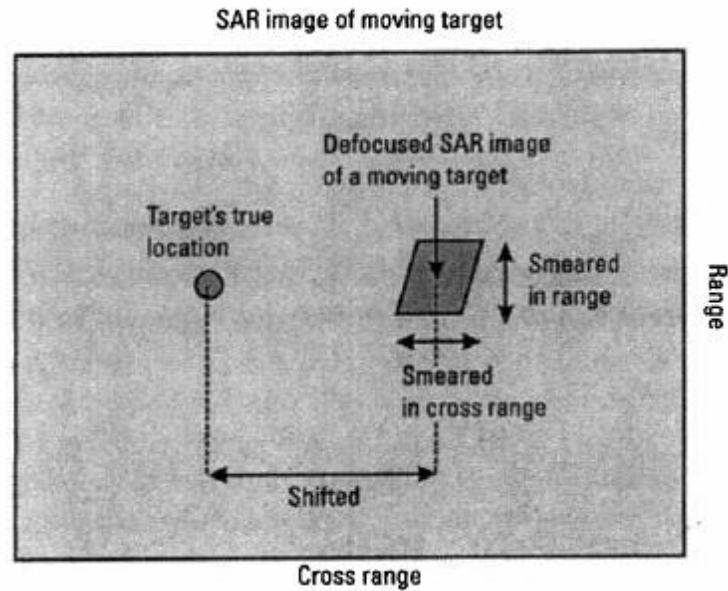 SAR image of moving target
Defocused SAR image
of a moving target
Target's true
location
Smeared
in range
Range
Smeared
in cross range
Shifted
Cross range